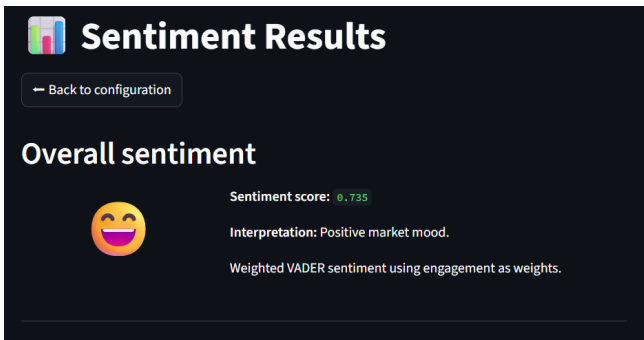 Sentiment Results
← Back to configuration
Overall sentiment
Sentiment score: 0.735
Interpretation: Positive market mood.
Weighted VADER sentiment using engagement as weights.